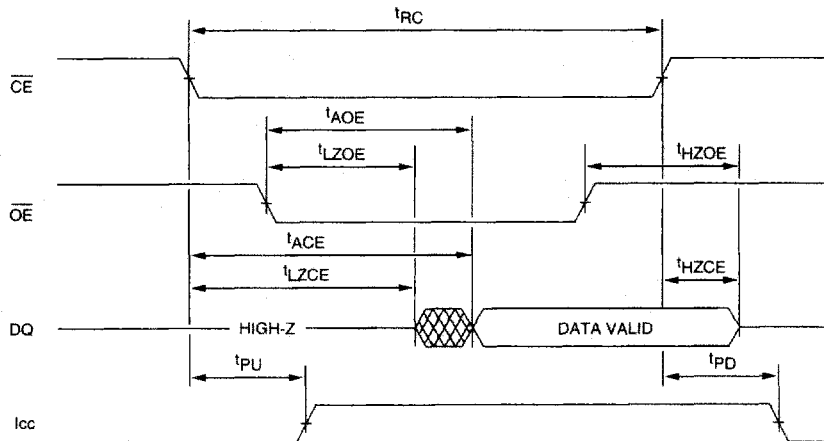 tRC
CE
tAOE
tLZOE
tHZOE
OE
tACE
tLZCE
tHZCE
DQ
HIGH-Z
DATA VALID
tPU
tPD
Icc